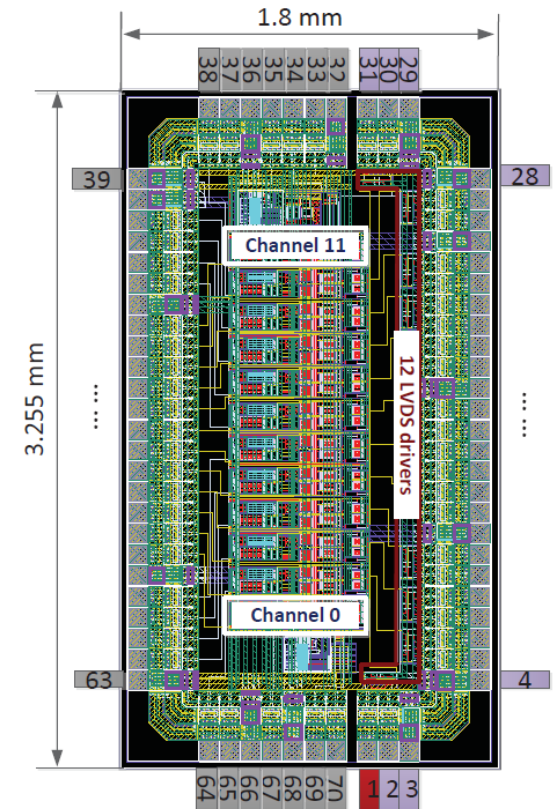 1.8 mm
38 37 36 35 34 33 32 31 30 29
39
28
Channel 11
3.255 mm
... ...
12 LVDS drivers
... ...
Channel 0
63
4
64 65 66 67 68 69 70 1 2 3